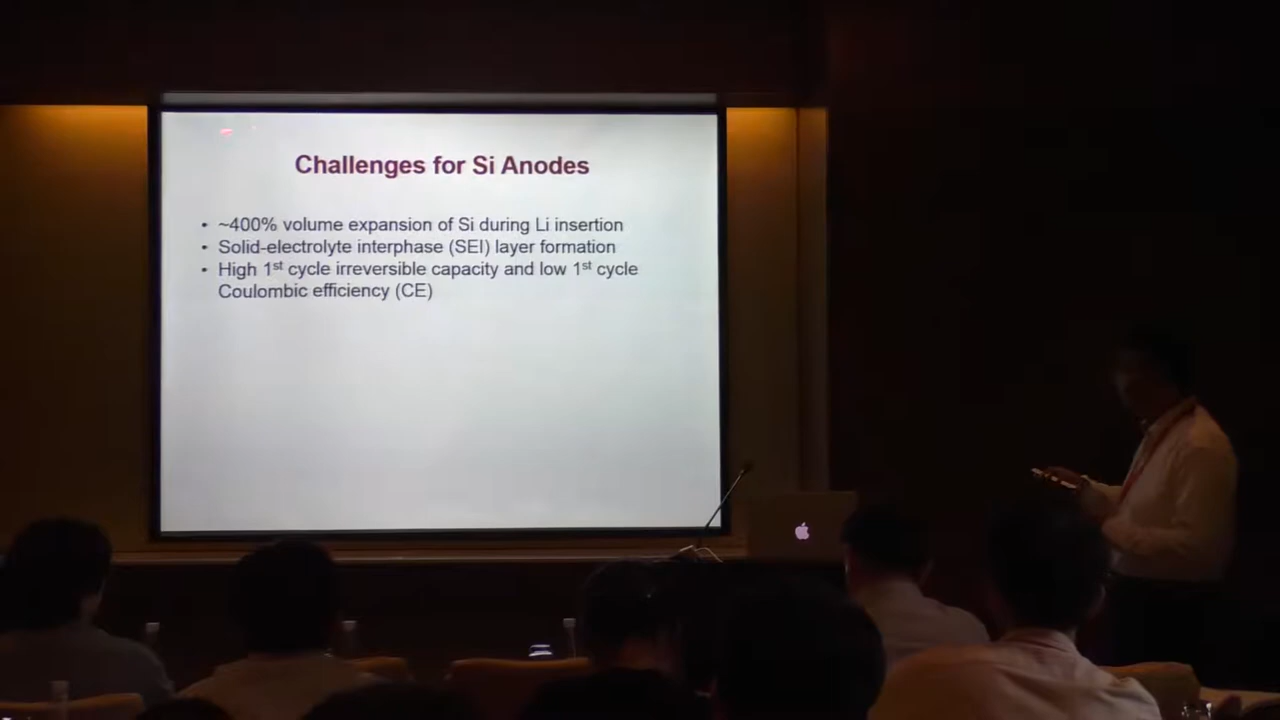 Challenges for Si Anodes
• ~400% volume expansion of Si during Li insertion
• Solid-electrolyte interphase (SEI) layer formation
• High 1st cycle irreversible capacity and low 1st cycle
Coulombic efficiency (CE)